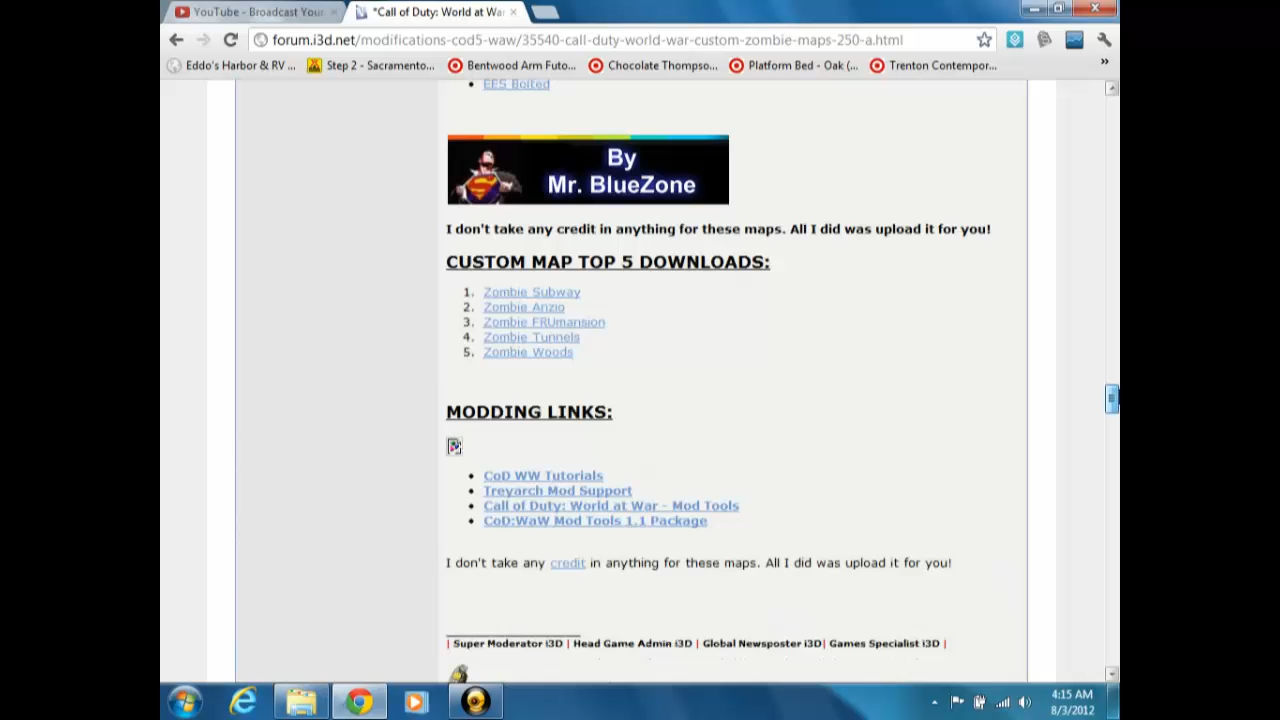 YouTube - Broadcast Your
*Call of Duty: World at Wa
forum.i3d.net/modifications-cod5-waw/35540-call-duty-world-war-custom-zombie-maps-250-a.html
Eddo's Harbor & RV ...
Step 2 - Sacramento...
Bentwood Arm Futo...
Chocolate Thompso...
Platform Bed - Oak (...
Trenton Contempor...
»
EES Bolted
By
Mr. BlueZone
I don't take any credit in anything for these maps. All I did was upload it for you!
CUSTOM MAP TOP 5 DOWNLOADS:
1. Zombie Subway
2. Zombie Anzio
3. Zombie FRUmansion
4. Zombie Tunnels
5. Zombie Woods
MODDING LINKS:
CoD WW Tutorials
Treyarch Mod Support
Call of Duty: World at War - Mod Tools
CoD:WaW Mod Tools 1.1 Package
I don't take any credit in anything for these maps. All I did was upload it for you!
| Super Moderator i3D | Head Game Admin i3D | Global Newsposter i3D| Games Specialist i3D |
4:15 AM
8/3/2012